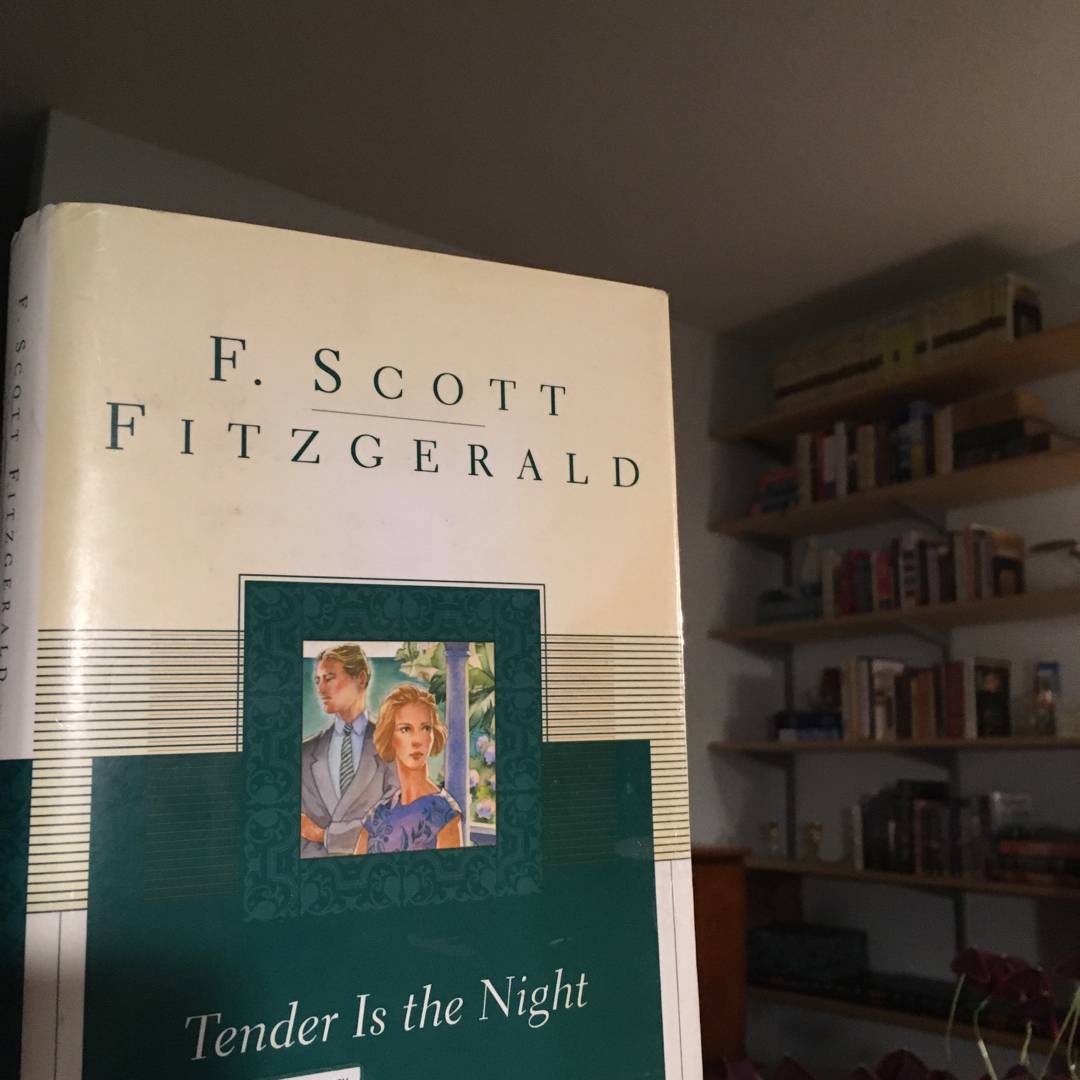 F. SCOTT
FITZGERALD
Tender Is the Night
F. SCOTT FITZGERALD